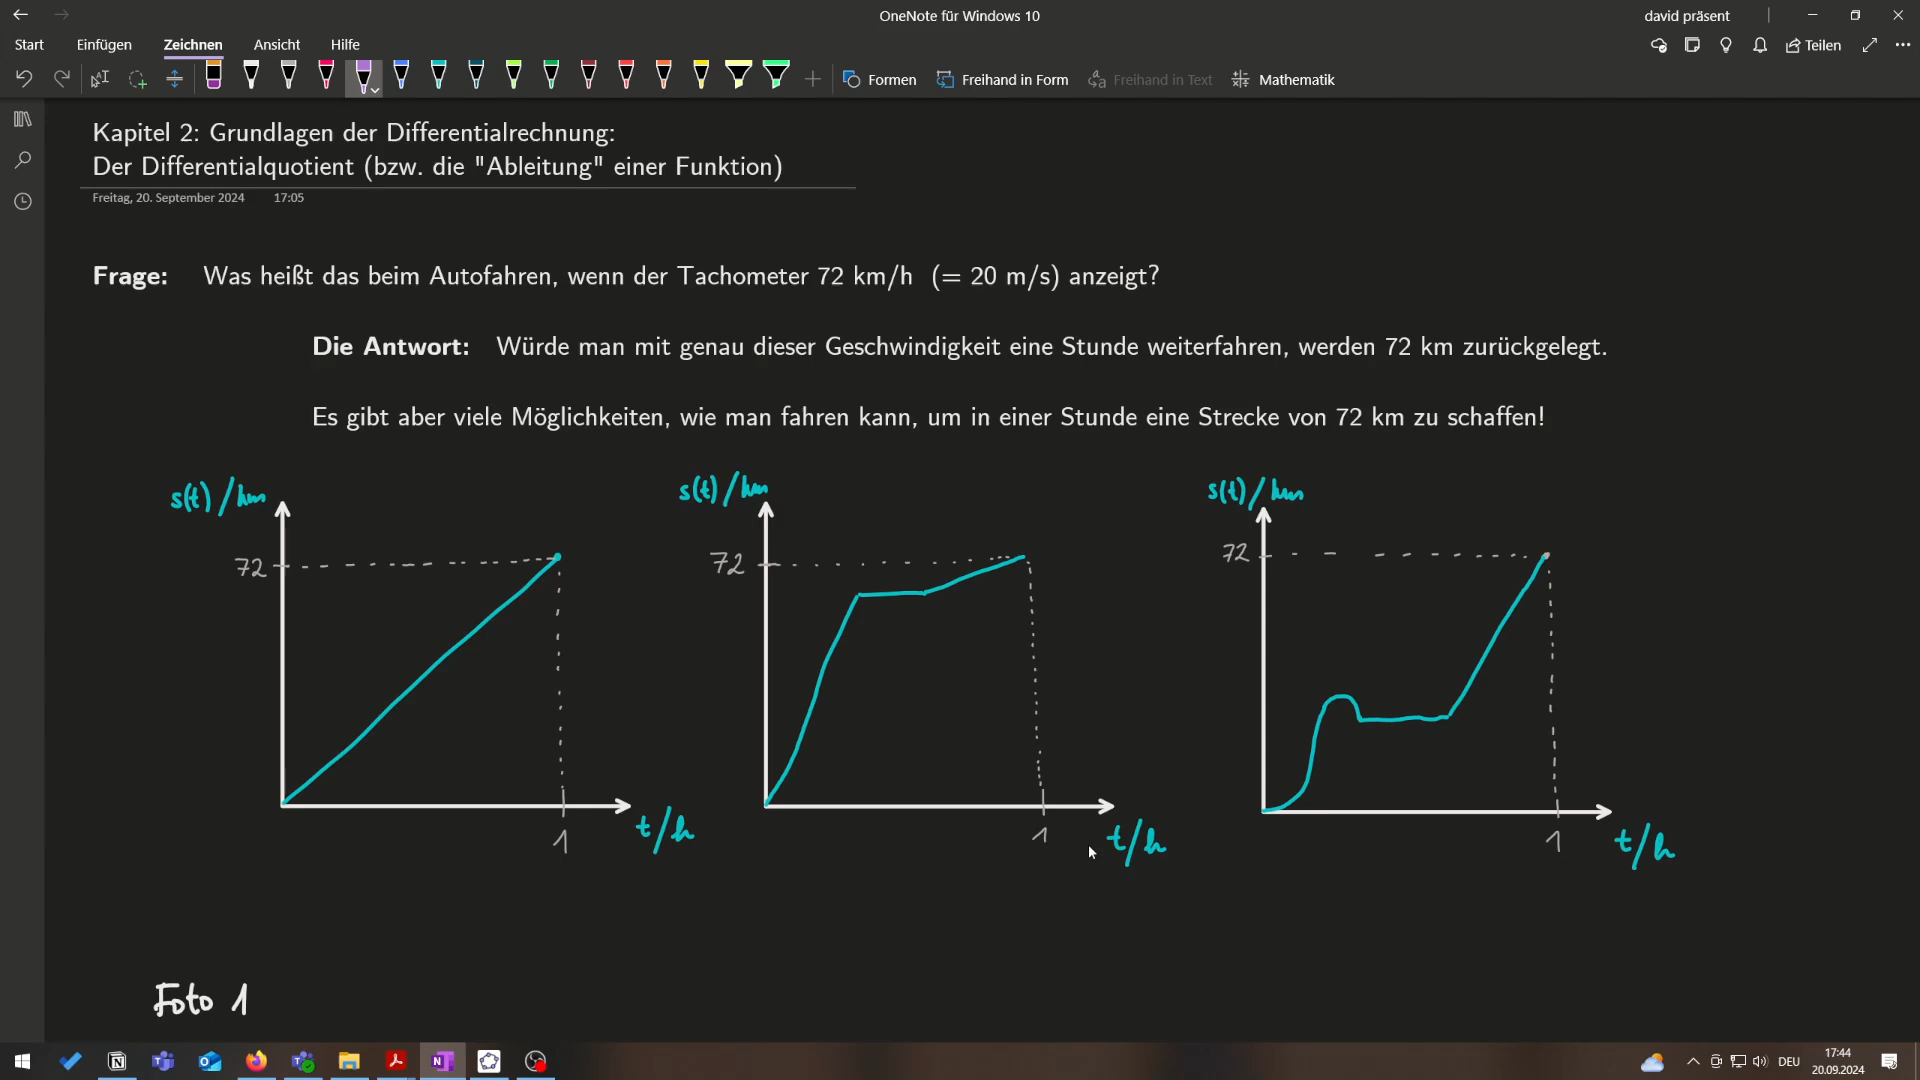 OneNote für Windows 10
david präsent
Start Einfügen Zeichnen Ansicht Hilfe
Teilen
Formen Freihand in Form Freihand in Text Mathematik
Kapitel 2: Grundlagen der Differentialrechnung:
Der Differentialquotient (bzw. die "Ableitung" einer Funktion)
Freitag, 20. September 2024 17:05
Frage: Was heißt das beim Autofahren, wenn der Tachometer 72 km/h (= 20 m/s) anzeigt?
Die Antwort: Würde man mit genau dieser Geschwindigkeit eine Stunde weiterfahren, werden 72 km zurückgelegt.
Es gibt aber viele Möglichkeiten, wie man fahren kann, um in einer Stunde eine Strecke von 72 km zu schaffen!
s(t)/km
72
1
t/h
s(t)/km
72
1
t/h
s(t)/km
72
1
t/h
Foto 1
DEU
17:44
20.09.2024